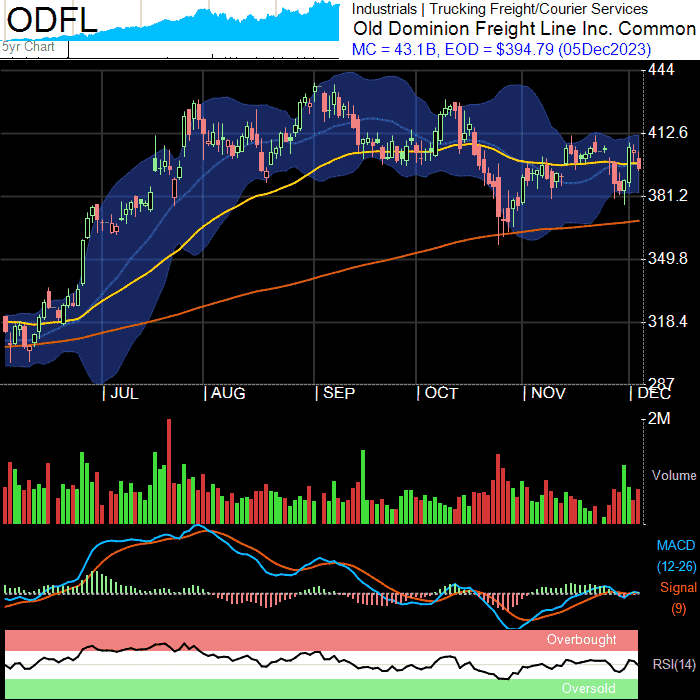 ODFL
5yr Chart
Industrials | Trucking Freight/Courier Services
Old Dominion Freight Line Inc. Common
MC = 43.1B, EOD = $394.79 (05Dec2023)
444
412.6
381.2
349.8
318.4
287
JUL AUG SEP OCT NOV DEC
2M
Volume
MACD
(12-26)
Signal
(9)
Overbought
RSI(14)
Oversold